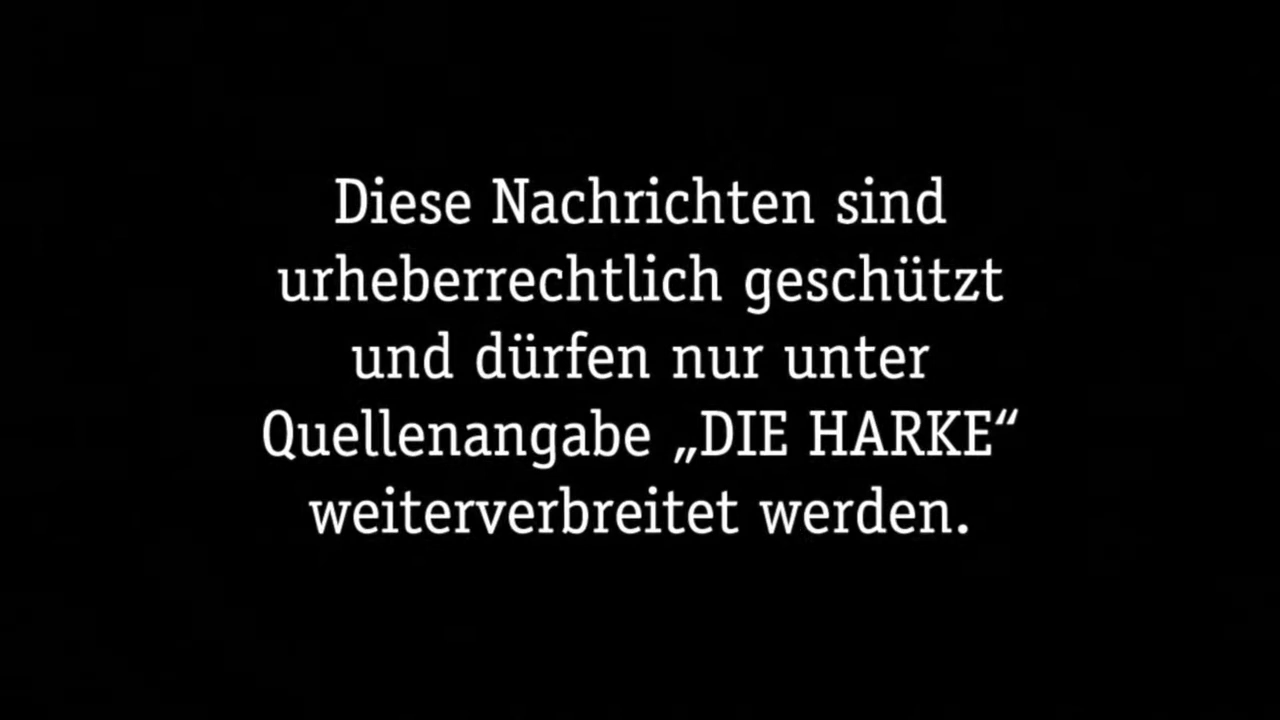 Diese Nachrichten sind
urheberrechtlich geschützt
und dürfen nur unter
Quellenangabe „DIE HARKE“
weiterverbreitet werden.